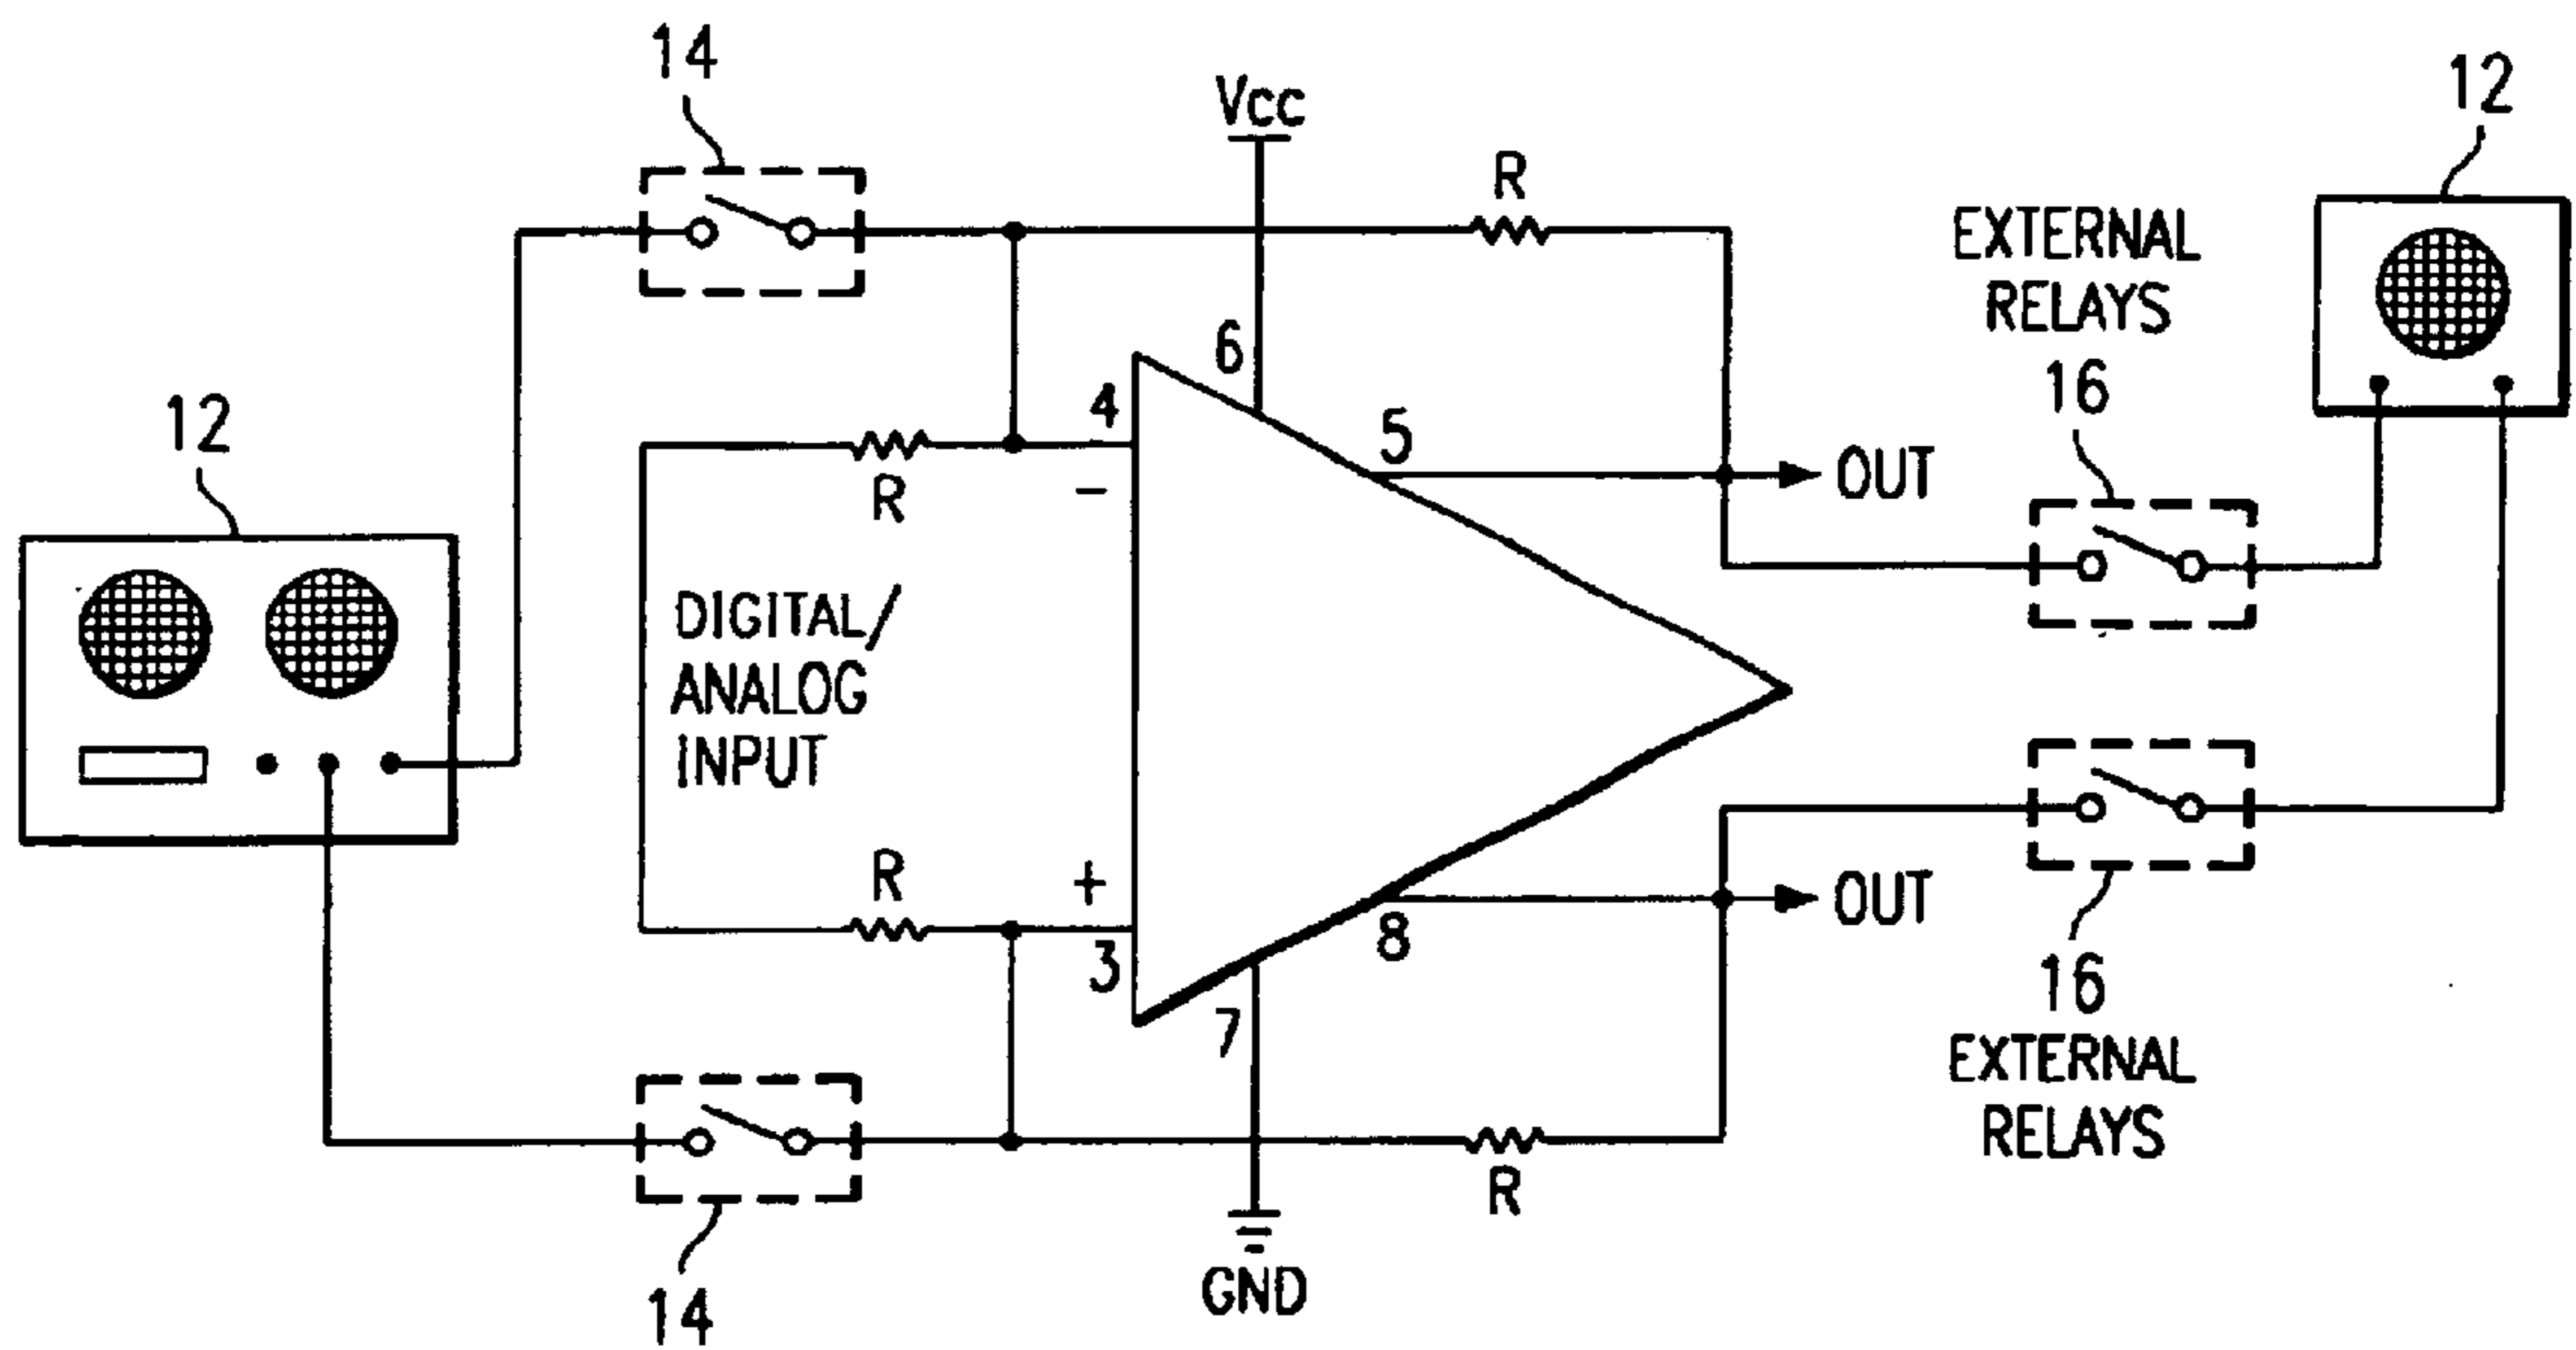 14
Vcc
12
R
EXTERNAL
RELAYS
6
16
4
5
12
OUT
-
R
DIGITAL/
ANALOG
INPUT
R
+
OUT
3
8
16
7
EXTERNAL
RELAYS
R
GND
14